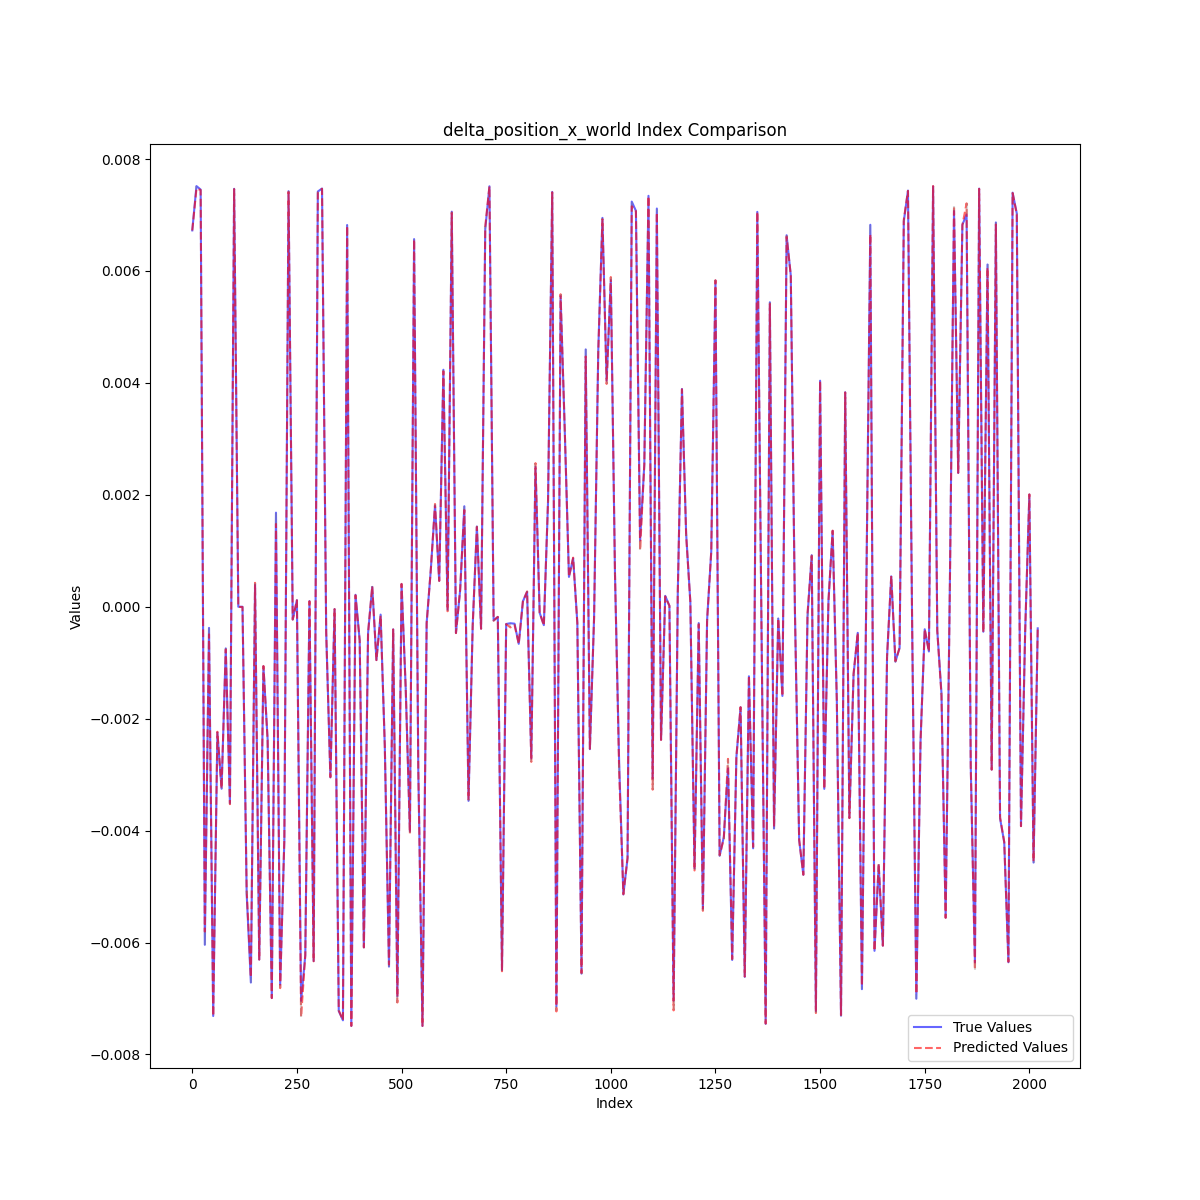 delta_position_x_world Index Comparison
0.008
0.006
0.004
0.002
0.000
−0.002
−0.004
−0.006
−0.008
Values
0 250 500 750 1000 1250 1500 1750 2000
Index
True Values
Predicted Values